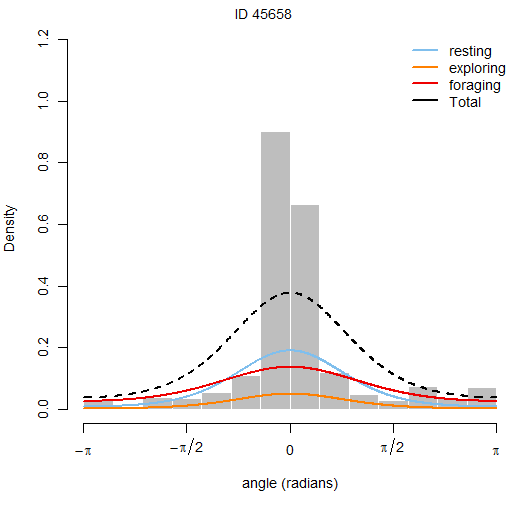 ID 45658
resting
exploring
foraging
Total
1.2
1.0
0.8
0.6
0.4
0.2
0.0
Density
−π −π/2 0 π/2 π
angle (radians)